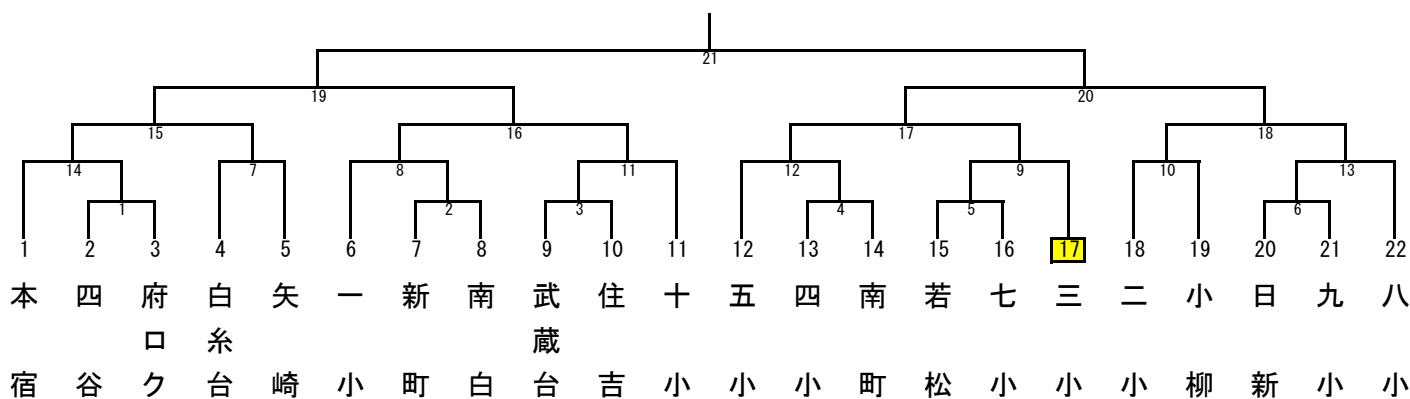 21
19 20
15 16 17 18
14 7 8 11 12 9 10 13
1 2 3 4 5 6
1 2 3 4 5 6 7 8 9 10 11 12 13 14 15 16 17 18 19 20 21 22
本宿
四谷
府ロク
白糸台
矢崎
一小
新町
南白
武蔵台
住吉
十小
五小
四小
南町
若松
七小
三小
二小
小柳
日新
九小
八小